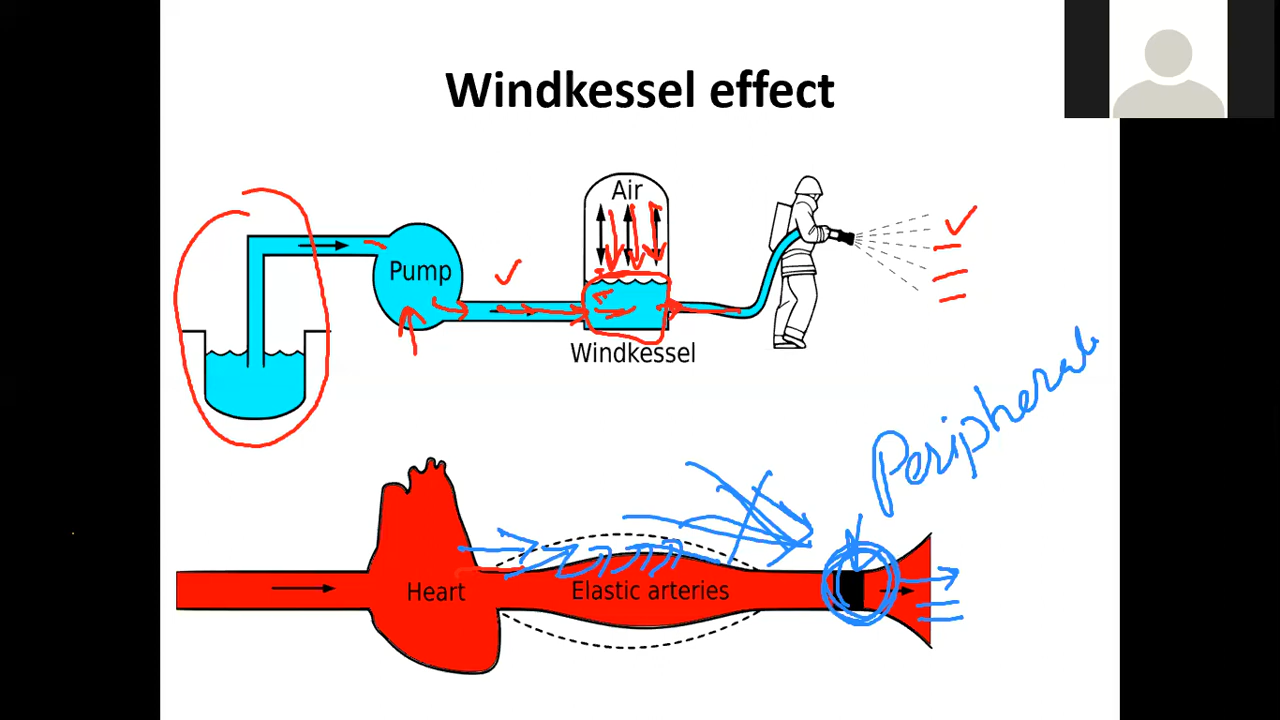 Windkessel effect
Air
Pump
Windkessel
Peripheral
Heart
Elastic arteries